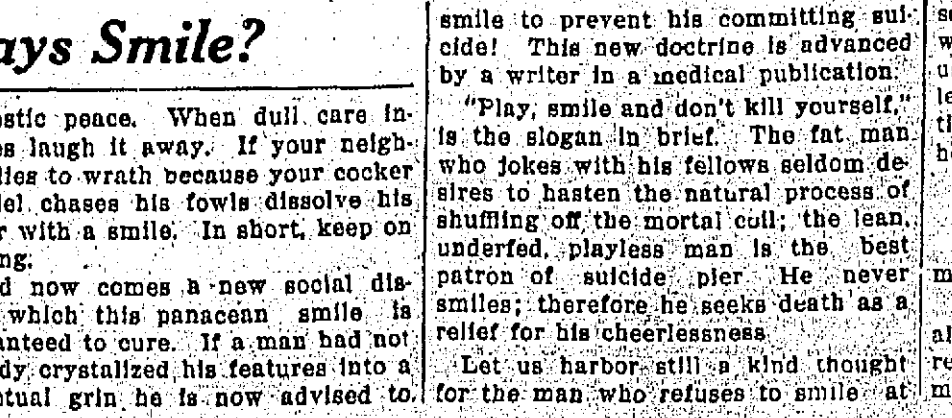 ays Smile?
estic peace. When dull care in-
es laugh it away. If your neigh-
lies to wrath because your cocker
iel chases his fowls dissolve his
r with a smile. In short, keep on
ng.
d now comes a new social dis-
which this panacean smile is
anteed to cure. If a man had not
dy crystalized his features into a
etual grin he is now advised to
smile to prevent his committing sui-
cide! This new doctrine is advanced
by a writer in a medical publication.
"Play, smile and don't kill yourself,"
is the slogan in brief. The fat man
who jokes with his fellows seldom de-
sires to hasten the natural process of
shuffling off the mortal coil; the lean,
underfed, playless man is the best
patron of suicide pier He never
smiles; therefore he seeks death as a
relief for his cheerlessness
Let us harbor still a kind thought
for the man who refuses to smile at